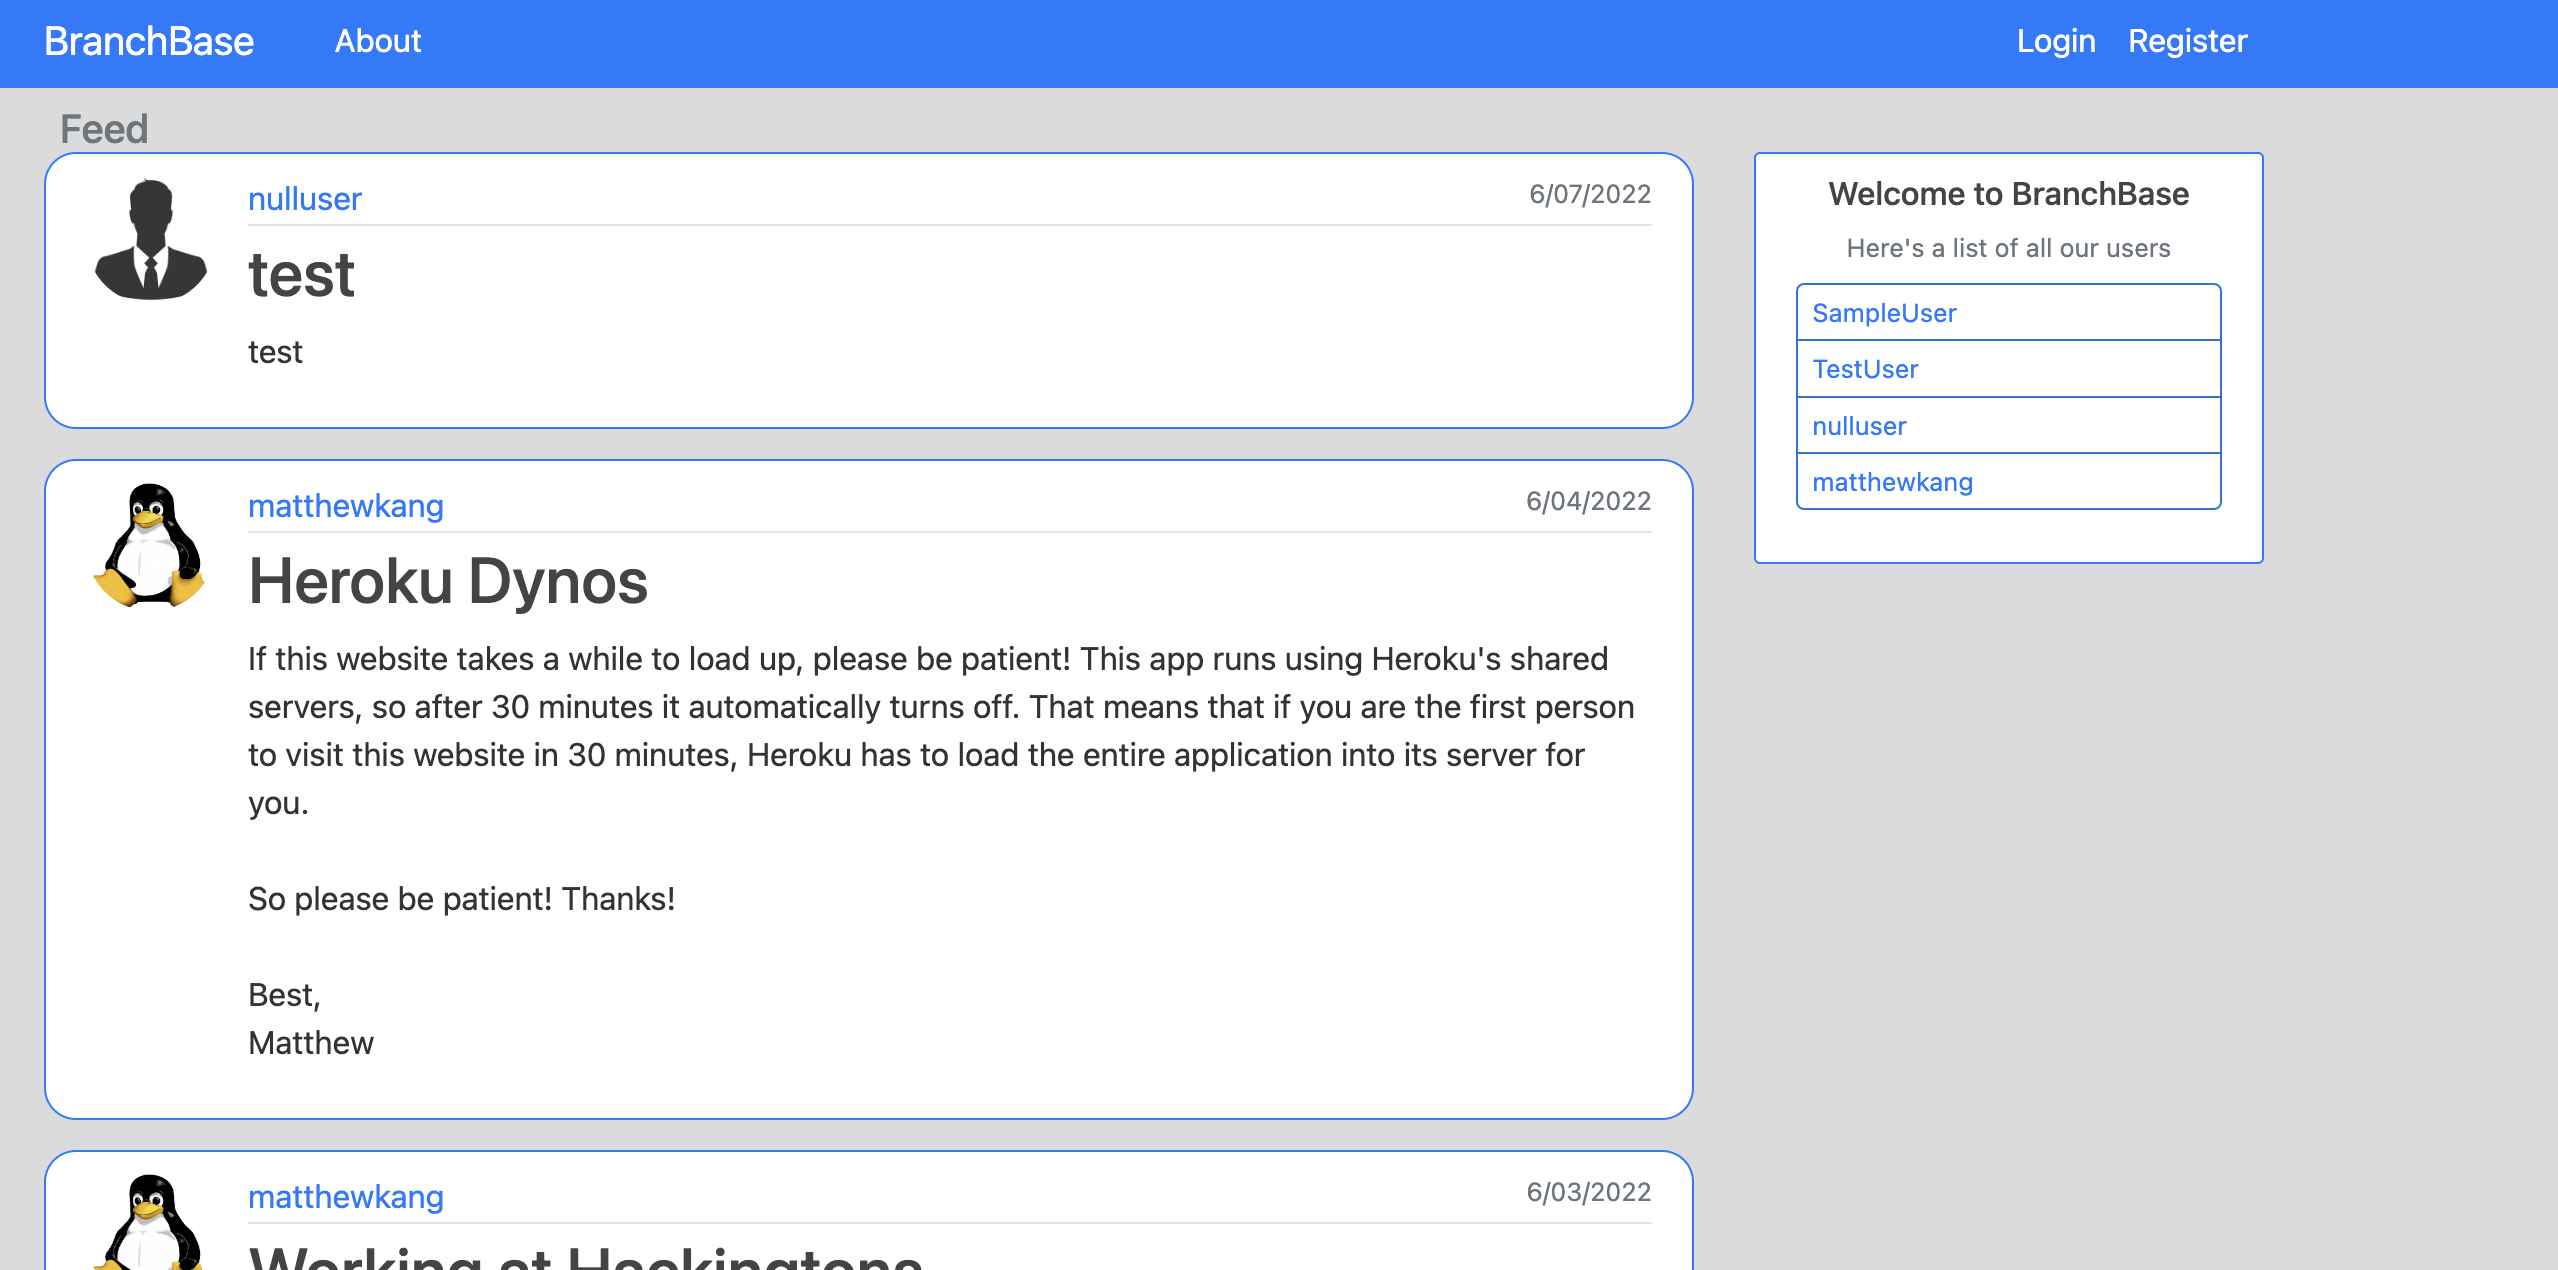 BranchBase About Login Register
Feed
nulluser 6/07/2022
test
test
matthewkang 6/04/2022
Heroku Dynos
If this website takes a while to load up, please be patient! This app runs using Heroku's shared
servers, so after 30 minutes it automatically turns off. That means that if you are the first person
to visit this website in 30 minutes, Heroku has to load the entire application into its server for
you.
So please be patient! Thanks!
Best,
Matthew
matthewkang 6/03/2022
Working at Hackingtons
Welcome to BranchBase
Here's a list of all our users
SampleUser
TestUser
nulluser
matthewkang